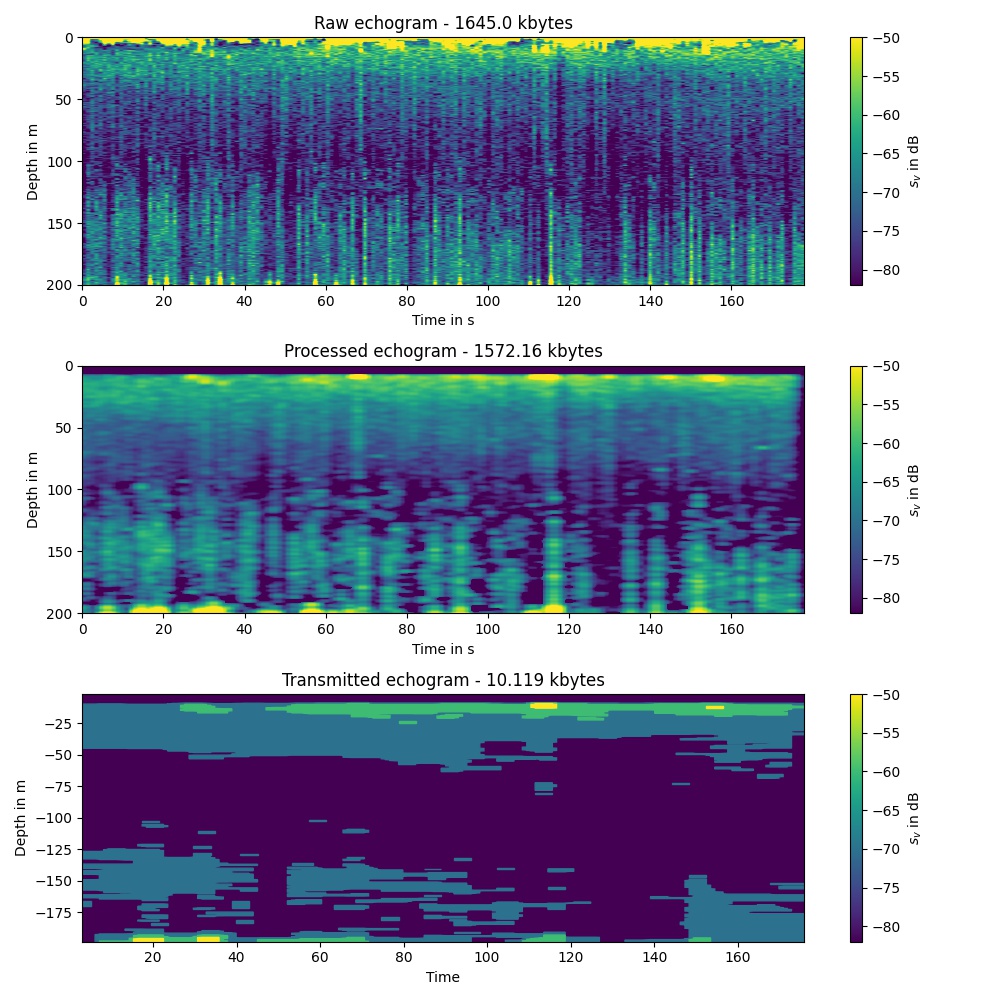 Raw echogram - 1645.0 kbytes
0
50
100
150
200
Depth in m
0 20 40 60 80 100 120 140 160
Time in s
−50
−55
−60
−65
−70
−75
−80
sv in dB
Processed echogram - 1572.16 kbytes
0
50
100
150
200
Depth in m
0 20 40 60 80 100 120 140 160
Time in s
−50
−55
−60
−65
−70
−75
−80
sv in dB
Transmitted echogram - 10.119 kbytes
−25
−50
−75
−100
−125
−150
−175
Depth in m
20 40 60 80 100 120 140 160
Time
−50
−55
−60
−65
−70
−75
−80
sv in dB